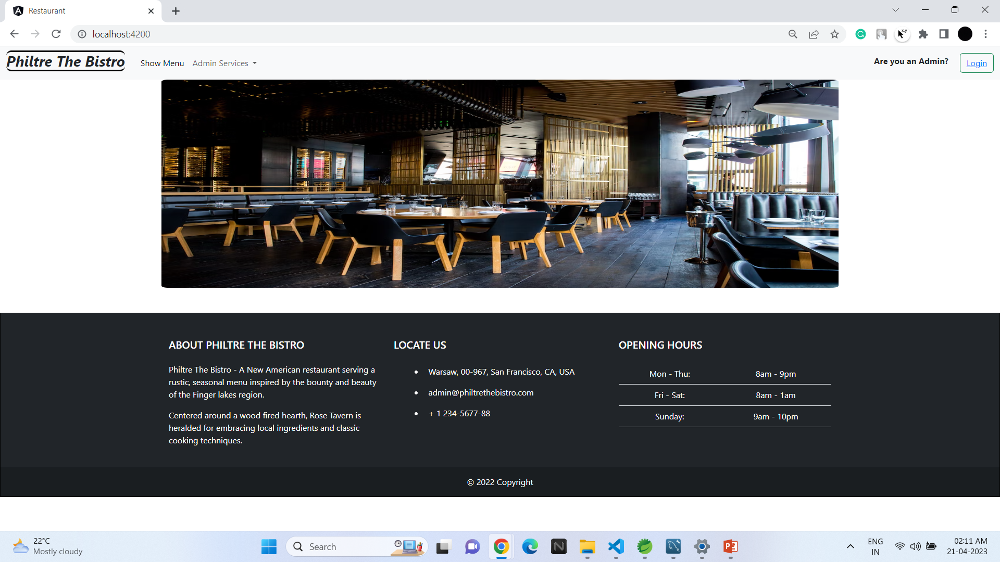 Restaurant
localhost:4200
Philtre The Bistro
Show Menu
Admin Services
Are you an Admin?
Login
ABOUT PHILTRE THE BISTRO
Philtre The Bistro - A New American restaurant serving a
rustic, seasonal menu inspired by the bounty and beauty
of the Finger lakes region.
Centered around a wood fired hearth, Rose Tavern is
heralded for embracing local ingredients and classic
cooking techniques.
LOCATE US
Warsaw, 00-967, San Francisco, CA, USA
admin@philtrethebistro.com
+ 1 234-5677-88
OPENING HOURS
Mon - Thu: 8am - 9pm
Fri - Sat: 8am - 1am
Sunday: 9am - 10pm
© 2022 Copyright
22°C
Mostly cloudy
Search
ENG
IN
02:11 AM
21-04-2023